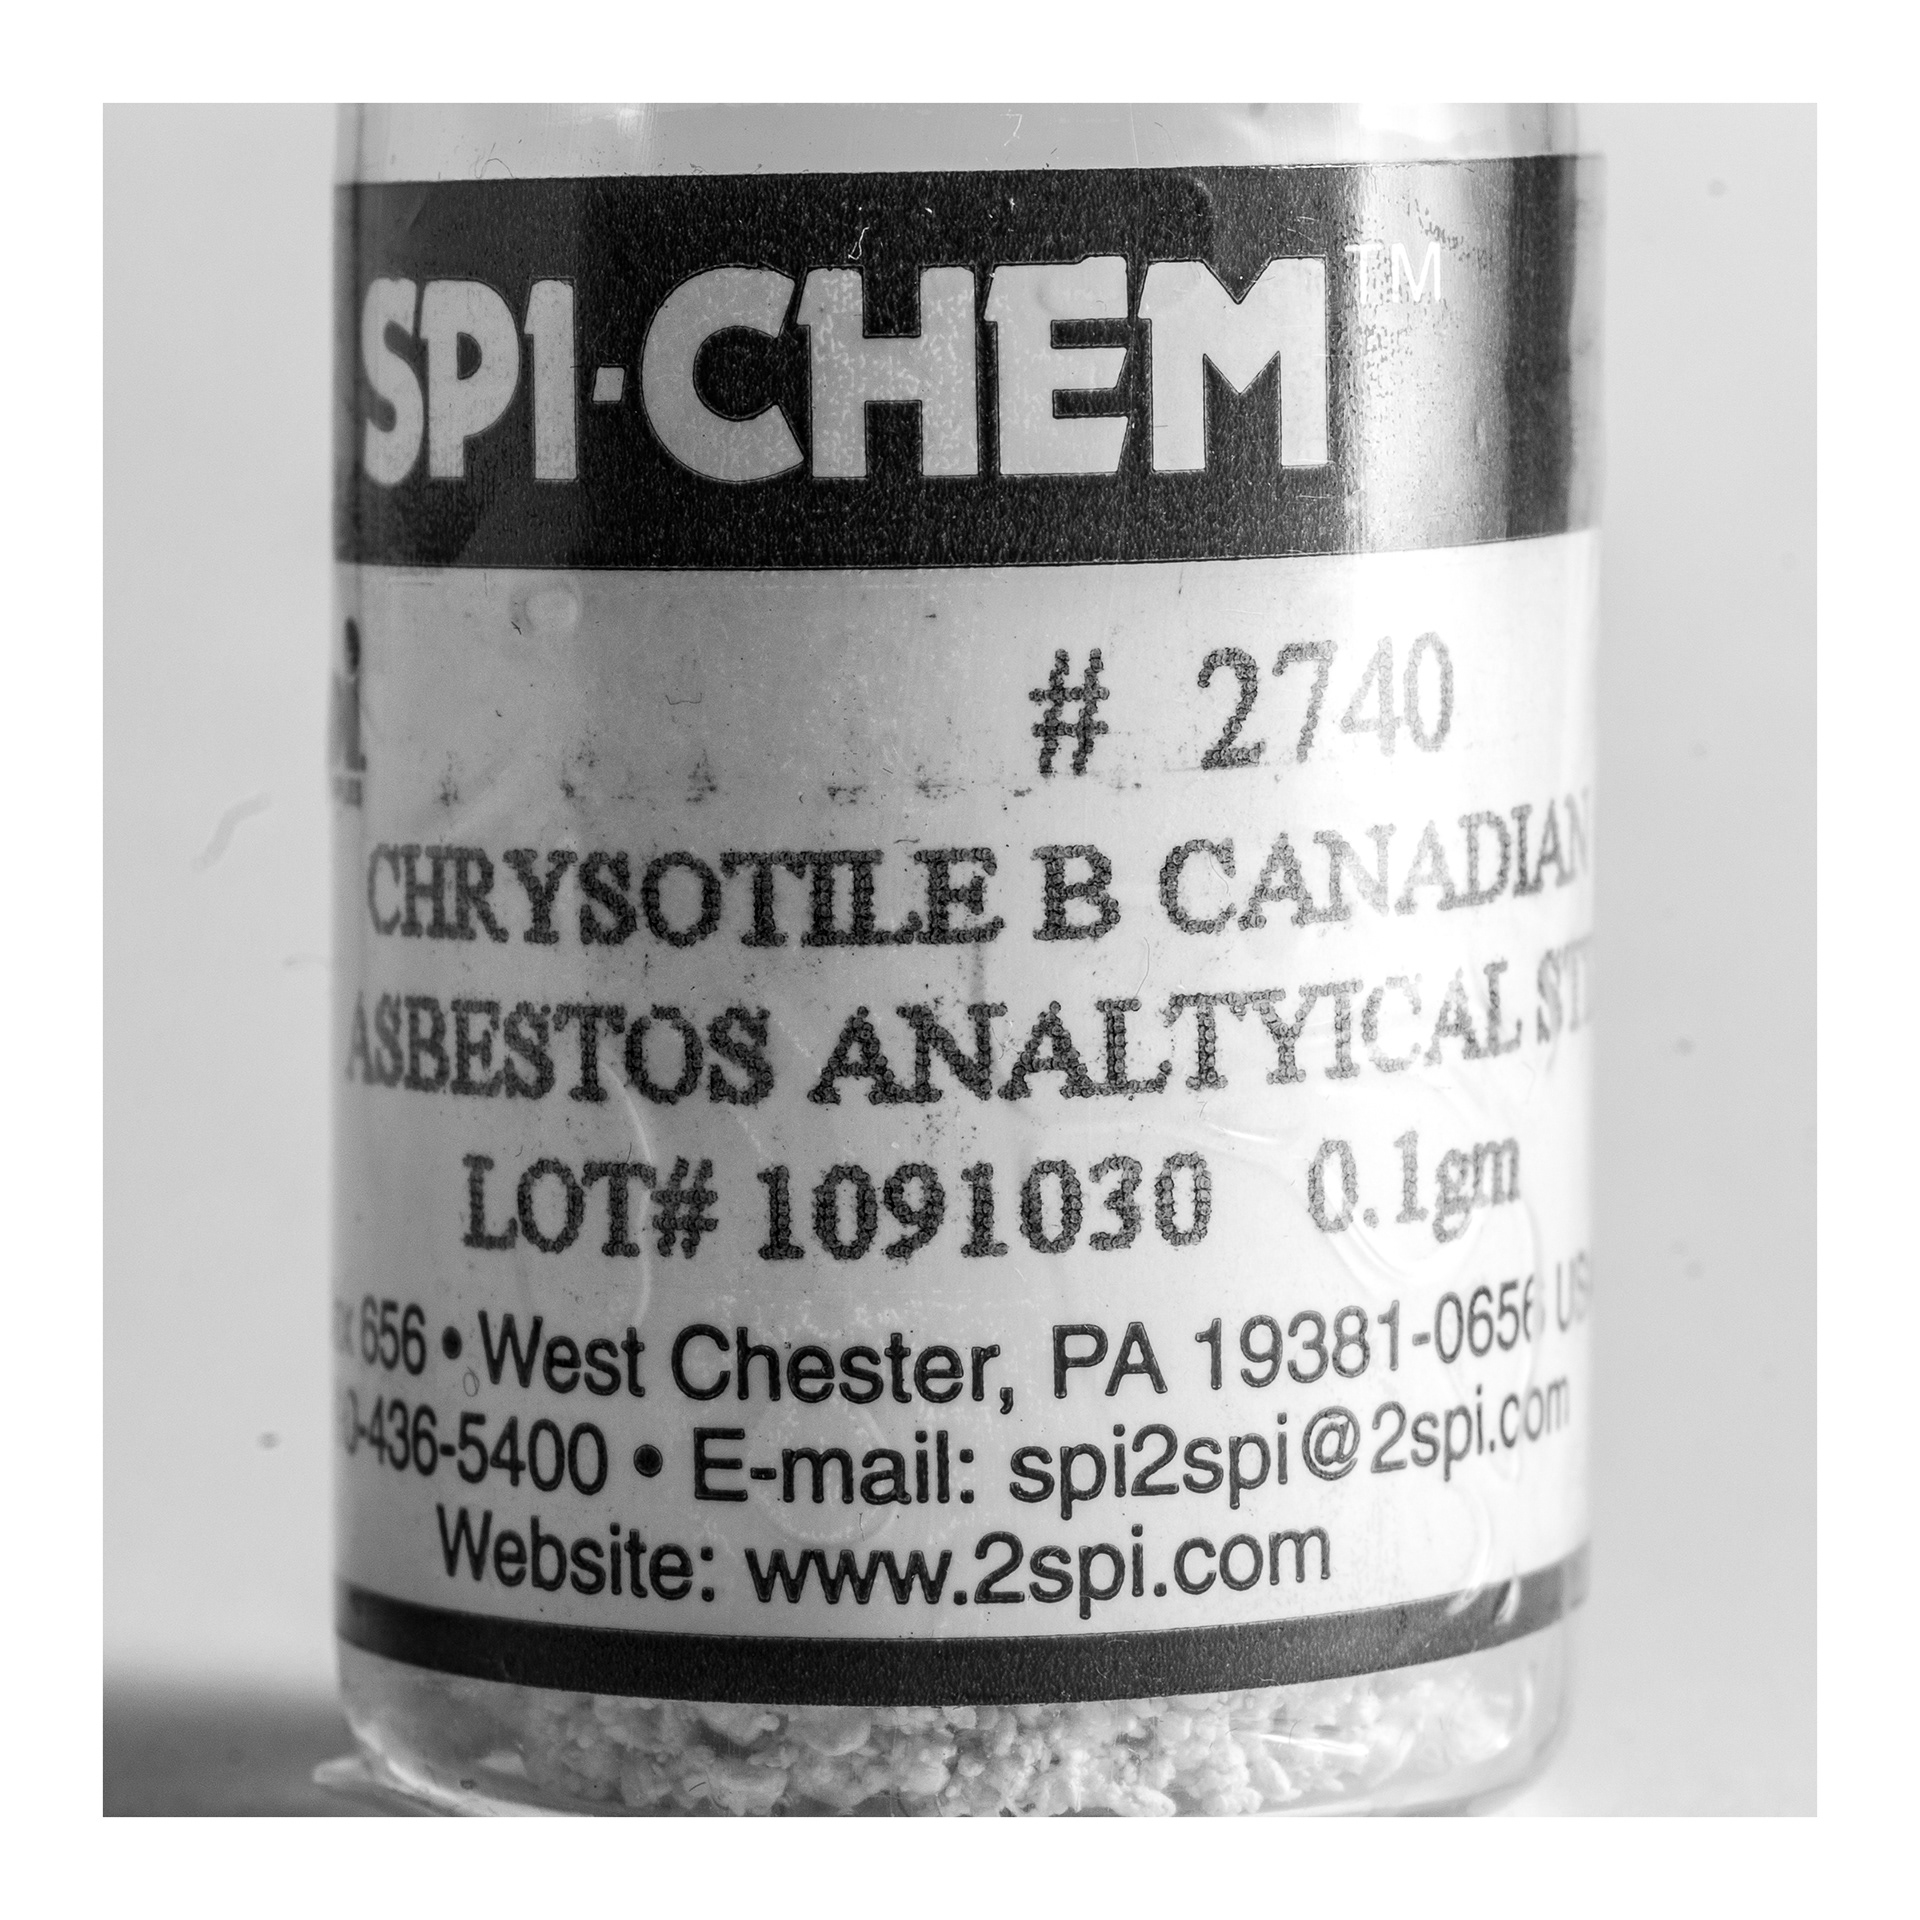 SPI-CHEM™
# 2740
CHRYSOTILE B CANADIAN
ASBESTOS ANALTYICAL
LOT# 1091030 0.1gm
656 • West Chester, PA 19381-0656
0-436-5400 • E-mail: spi2spi@2spi.com
Website: www.2spi.com